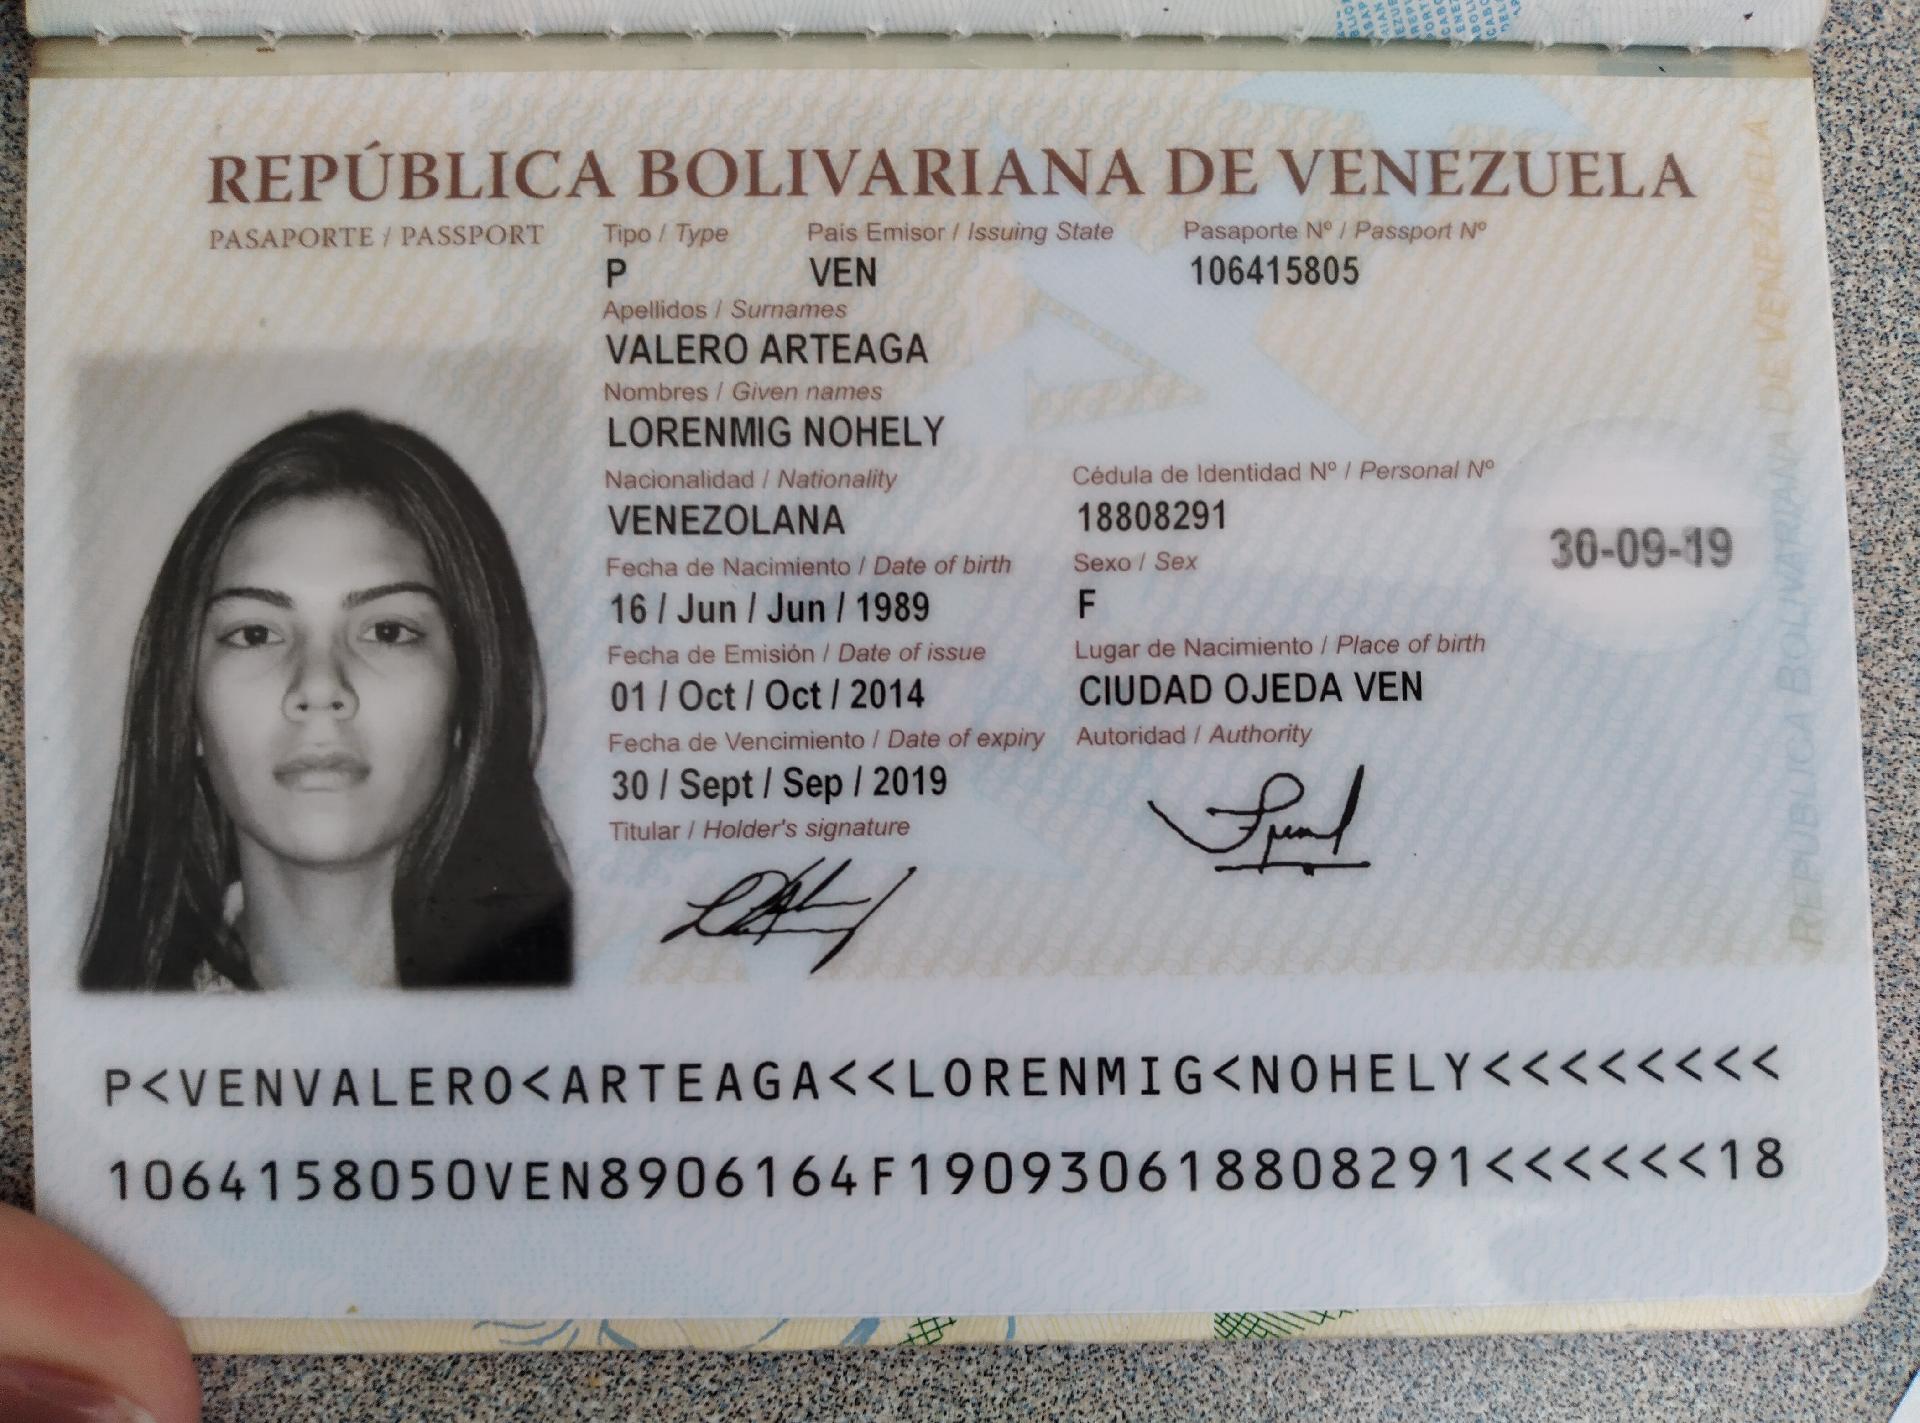 REPÚBLICA BOLIVARIANA DE VENEZUELA
PASAPORTE / PASSPORT
Tipo / Type País Emisor / Issuing State Pasaporte Nº / Passport Nº
P VEN 106415805
Apellidos / Surnames
VALERO ARTEAGA
Nombres / Given names
LORENMIG NOHELY
Nacionalidad / Nationality Cédula de Identidad Nº / Personal Nº
VENEZOLANA 18808291
30-09-19
Fecha de Nacimiento / Date of birth Sexo / Sex
16 / Jun / Jun / 1989 F
Fecha de Emisión / Date of issue Lugar de Nacimiento / Place of birth
01 / Oct / Oct / 2014 CIUDAD OJEDA VEN
Fecha de Vencimiento / Date of expiry Autoridad / Authority
30 / Sept / Sep / 2019
Titular / Holder's signature
P<VENVALERO<ARTEAGA<<LORENMIG<NOHELY<<<<<<<<
1064158050VEN8906164F190930618808291<<<<<<18
REPÚBLICA BOLIVARIANA DE VENEZUELA